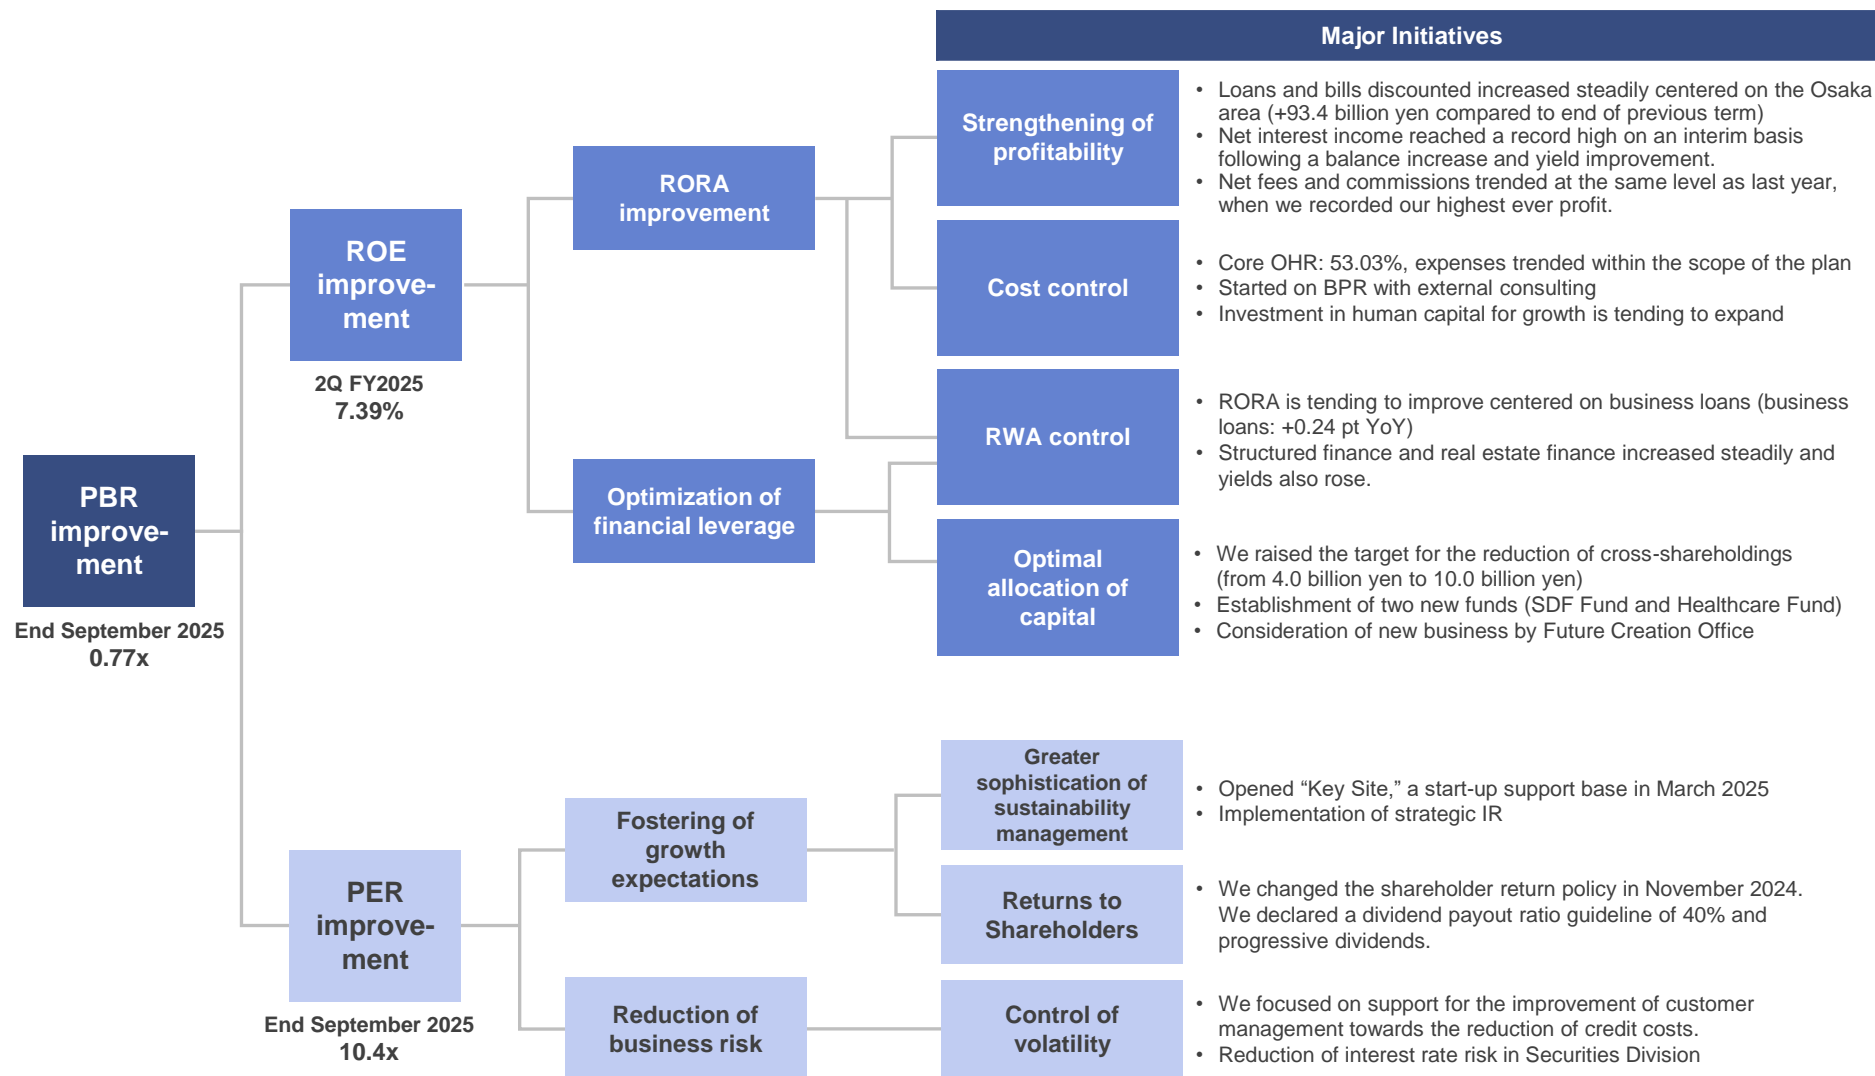 Major Initiatives
PBR
improve-
ment
End September 2025
0.77x
ROE
improve-
ment
2Q FY2025
7.39%
RORA
improvement
Strengthening of
profitability
• Loans and bills discounted increased steadily centered on the Osaka
area (+93.4 billion yen compared to end of previous term)
• Net interest income reached a record high on an interim basis
following a balance increase and yield improvement.
• Net fees and commissions trended at the same level as last year,
when we recorded our highest ever profit.
Cost control
• Core OHR: 53.03%, expenses trended within the scope of the plan
• Started on BPR with external consulting
• Investment in human capital for growth is tending to expand
RWA control
• RORA is tending to improve centered on business loans (business
loans: +0.24 pt YoY)
• Structured finance and real estate finance increased steadily and
yields also rose.
Optimization of
financial leverage
Optimal
allocation of
capital
• We raised the target for the reduction of cross-shareholdings
(from 4.0 billion yen to 10.0 billion yen)
• Establishment of two new funds (SDF Fund and Healthcare Fund)
• Consideration of new business by Future Creation Office
PER
improve-
ment
End September 2025
10.4x
Fostering of
growth
expectations
Greater
sophistication of
sustainability
management
• Opened “Key Site,” a start-up support base in March 2025
• Implementation of strategic IR
Returns to
Shareholders
• We changed the shareholder return policy in November 2024.
We declared a dividend payout ratio guideline of 40% and
progressive dividends.
Reduction of
business risk
Control of
volatility
• We focused on support for the improvement of customer
management towards the reduction of credit costs.
• Reduction of interest rate risk in Securities Division